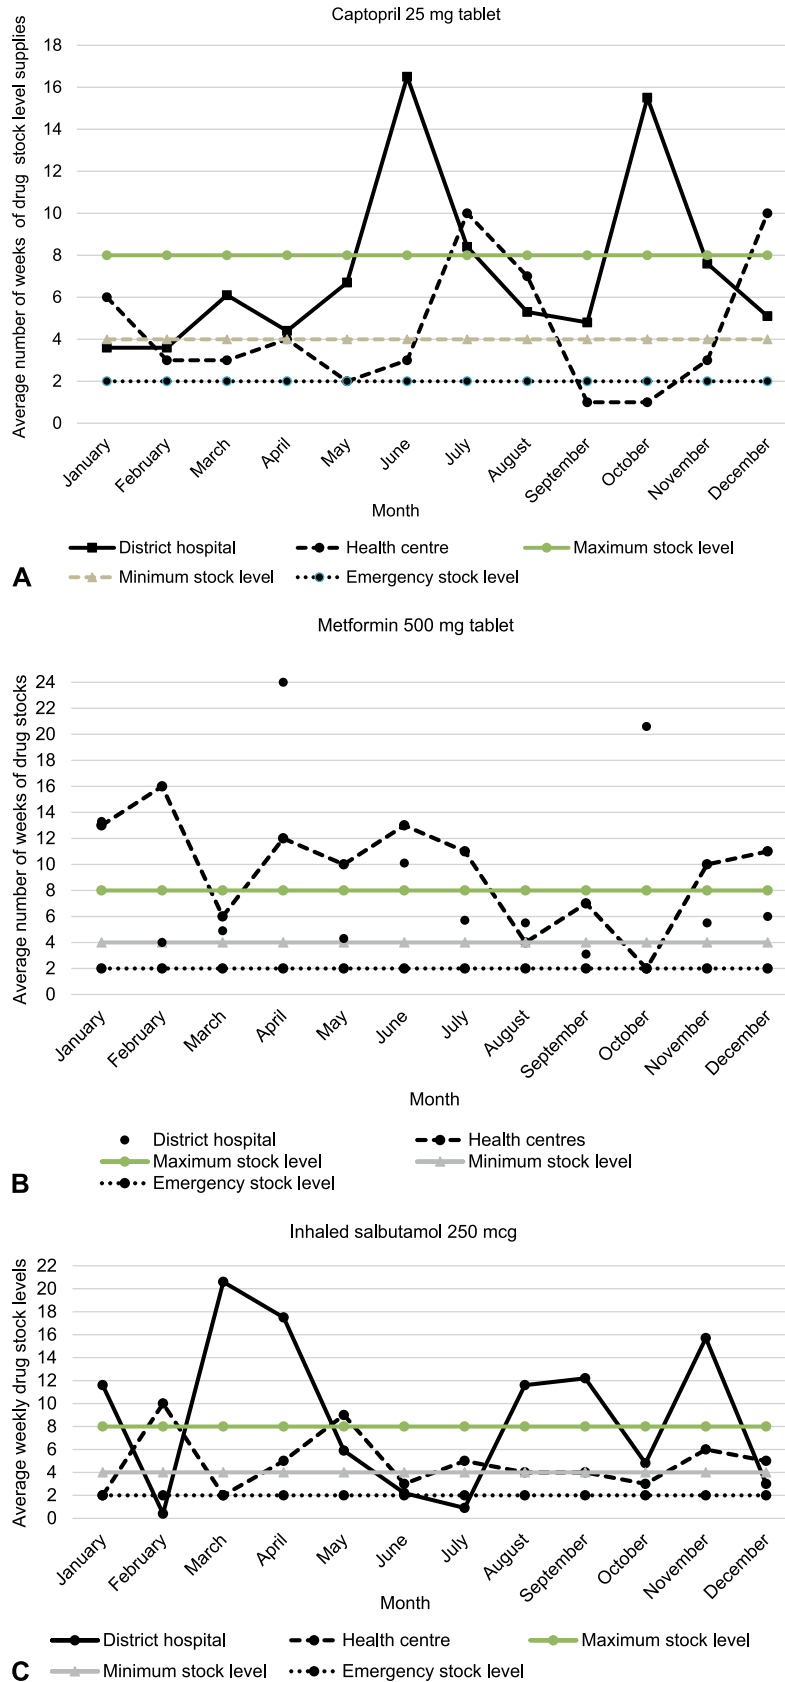 Captopril 25 mg tablet
Average number of weeks of drug stock level supplies
18
16
14
12
10
8
6
4
2
0
January
February
March
April
May
June
July
August
September
October
November
December
Month
District hospital
Health centre
Maximum stock level
Minimum stock level
Emergency stock level
A
Metformin 500 mg tablet
Average number of weeks of drug stocks
24
22
20
18
16
14
12
10
8
6
4
2
0
January
February
March
April
May
June
July
August
September
October
November
December
Month
District hospital
Health centres
Maximum stock level
Minimum stock level
Emergency stock level
B
Inhaled salbutamol 250 mcg
Average weekly drug stock levels
22
20
18
16
14
12
10
8
6
4
2
0
January
February
March
April
May
June
July
August
September
October
November
December
Month
District hospital
Health centre
Maximum stock level
Minimum stock level
Emergency stock level
C